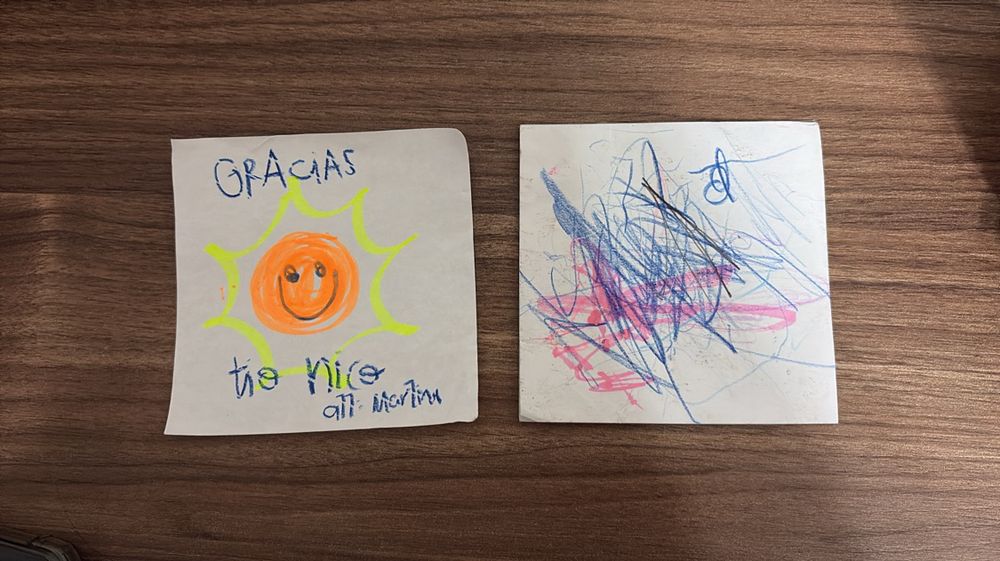 GRACIAS
tio Nico
att: Martina